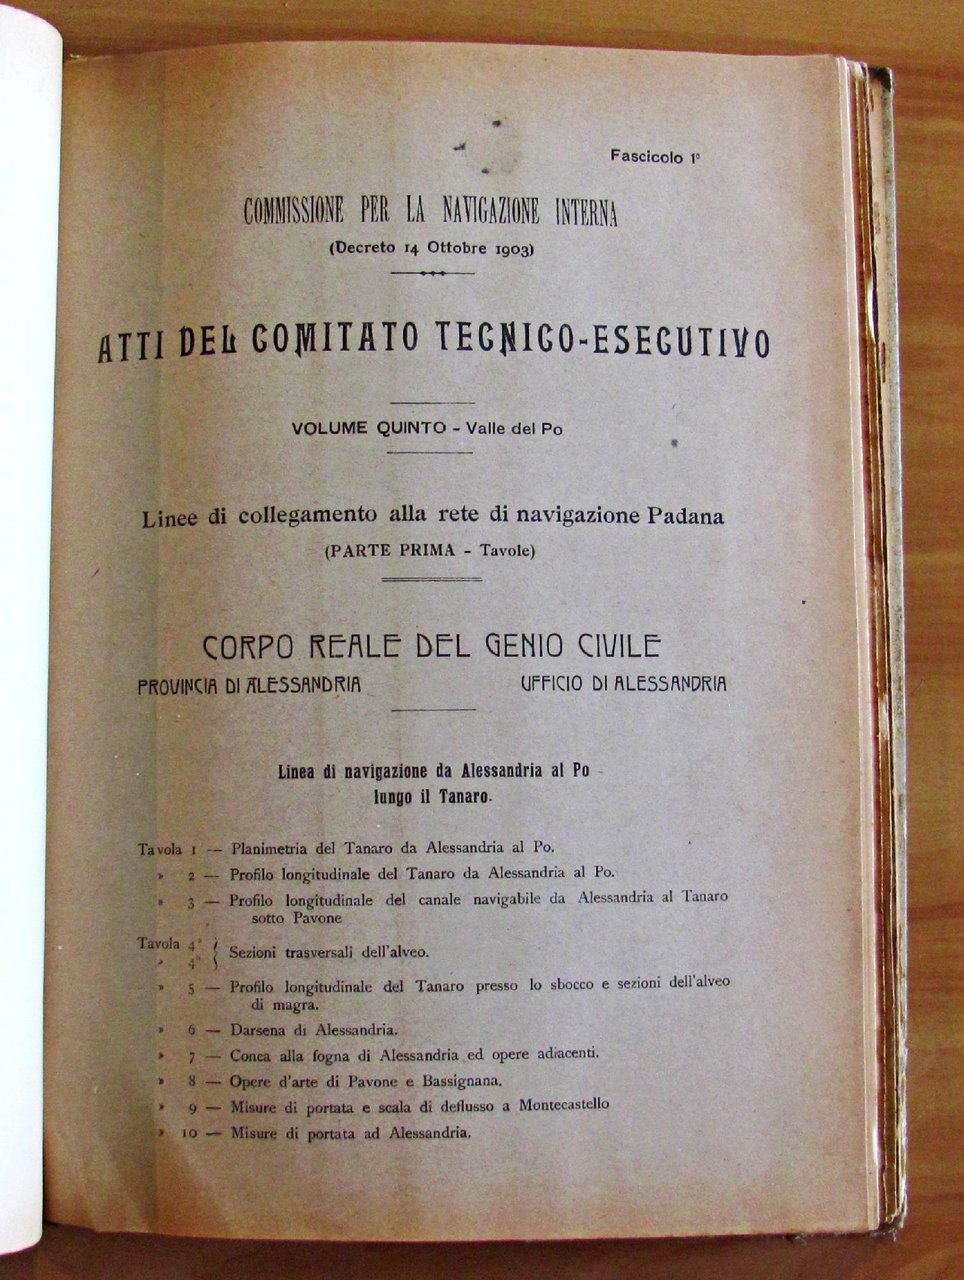 Fascicolo 1º
COMMISSIONE PER LA NAVIGAZIONE INTERNA
(Decreto 14 Ottobre 1903)
ATTI DEL COMITATO TECNICO-ESECUTIVO
VOLUME QUINTO - Valle del Po
Linee di collegamento alla rete di navigazione Padana
(PARTE PRIMA - Tavole)
CORPO REALE DEL GENIO CIVILE
PROVINCIA DI ALESSANDRIA UFFICIO DI ALESSANDRIA
Linea di navigazione da Alessandria al Po
lungo il Tanaro.
Tavola 1 — Planimetria del Tanaro da Alessandria al Po.
» 2 — Profilo longitudinale del Tanaro da Alessandria al Po.
» 3 — Profilo longitudinale del canale navigabile da Alessandria al Tanaro
sotto Pavone
Tavola 4
» 4
Sezioni trasversali dell'alveo.
» 5 — Profilo longitudinale del Tanaro presso lo sbocco e sezioni dell'alveo
di magra.
» 6 — Darsena di Alessandria.
» 7 — Conca alla fogna di Alessandria ed opere adiacenti.
» 8 — Opere d'arte di Pavone e Bassignana.
» 9 — Misure di portata e scala di deflusso a Montecastello
» 10 — Misure di portata ad Alessandria.